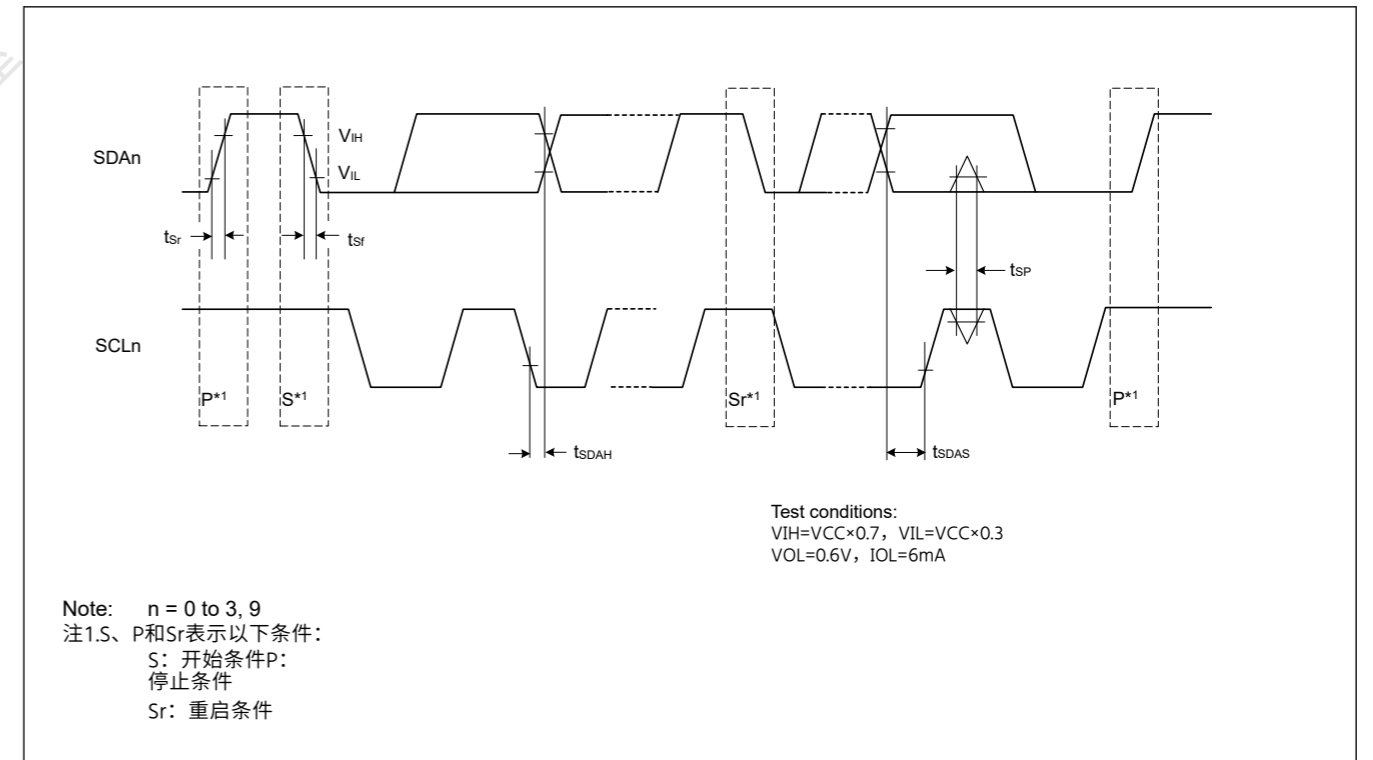 SDAn
VIH
VIL
tSr
tSf
tSP
SCLn
P*1
S*1
Sr*1
P*1
tSDAH
tSDAS
Test conditions:
VIH=VCC×0.7，VIL=VCC×0.3
VOL=0.6V，IOL=6mA
Note: n = 0 to 3, 9
注1.S、P和Sr表示以下条件：
S：开始条件P：
停止条件
Sr：重启条件